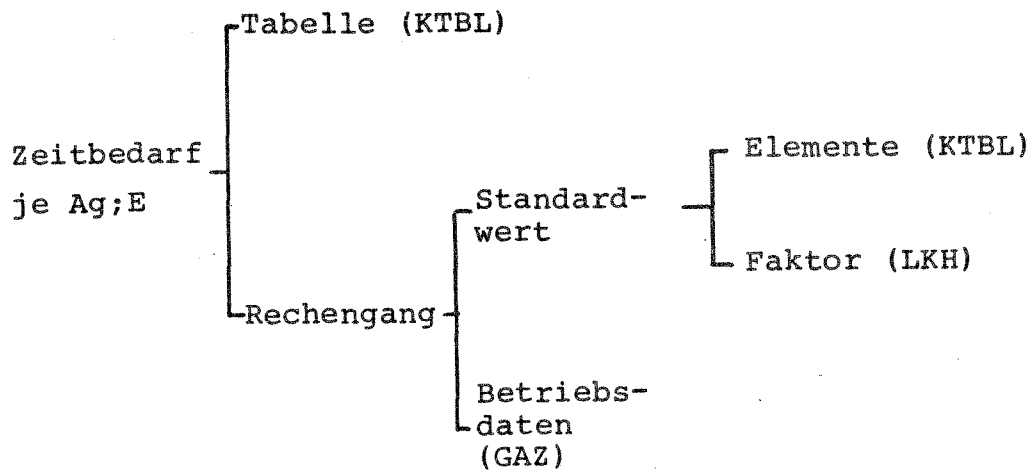 Tabelle (KTBL)
Zeitbedarf
je Ag;E
Elemente (KTBL)
Standard-
wert
Faktor (LKH)
Rechengang
Betriebs-
daten
(GAZ)